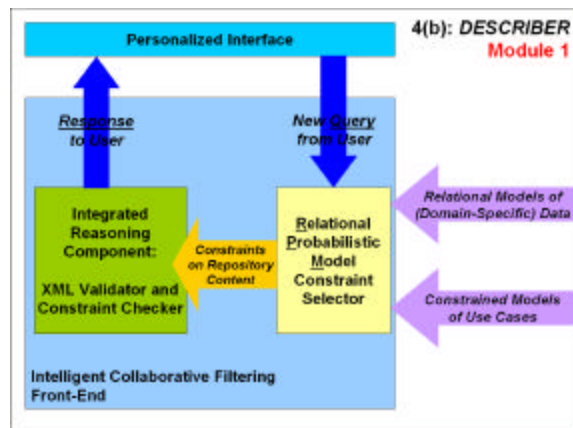 Personalized Interface
4(b): DESCRIBER
Module 1
Response
to User
New Query
from User
Integrated
Reasoning
Component:
XML Validator and
Constraint Checker
Constraints
on Repository
Content
Relational
Probabilistic
Model
Constraint
Selector
Relational Models of
(Domain-Specific) Data
Constrained Models
of Use Cases
Intelligent Collaborative Filtering
Front-End